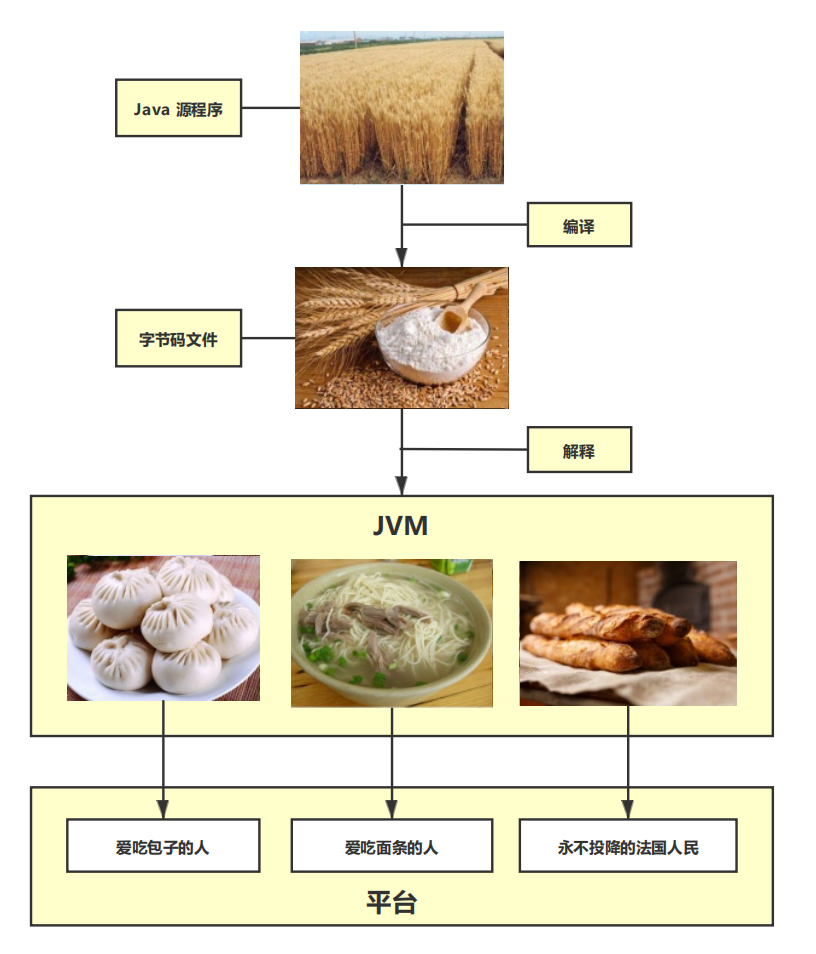 Java 源程序
编译
字节码文件
解释
JVM
爱吃包子的人
爱吃面条的人
永不投降的法国人民
平台